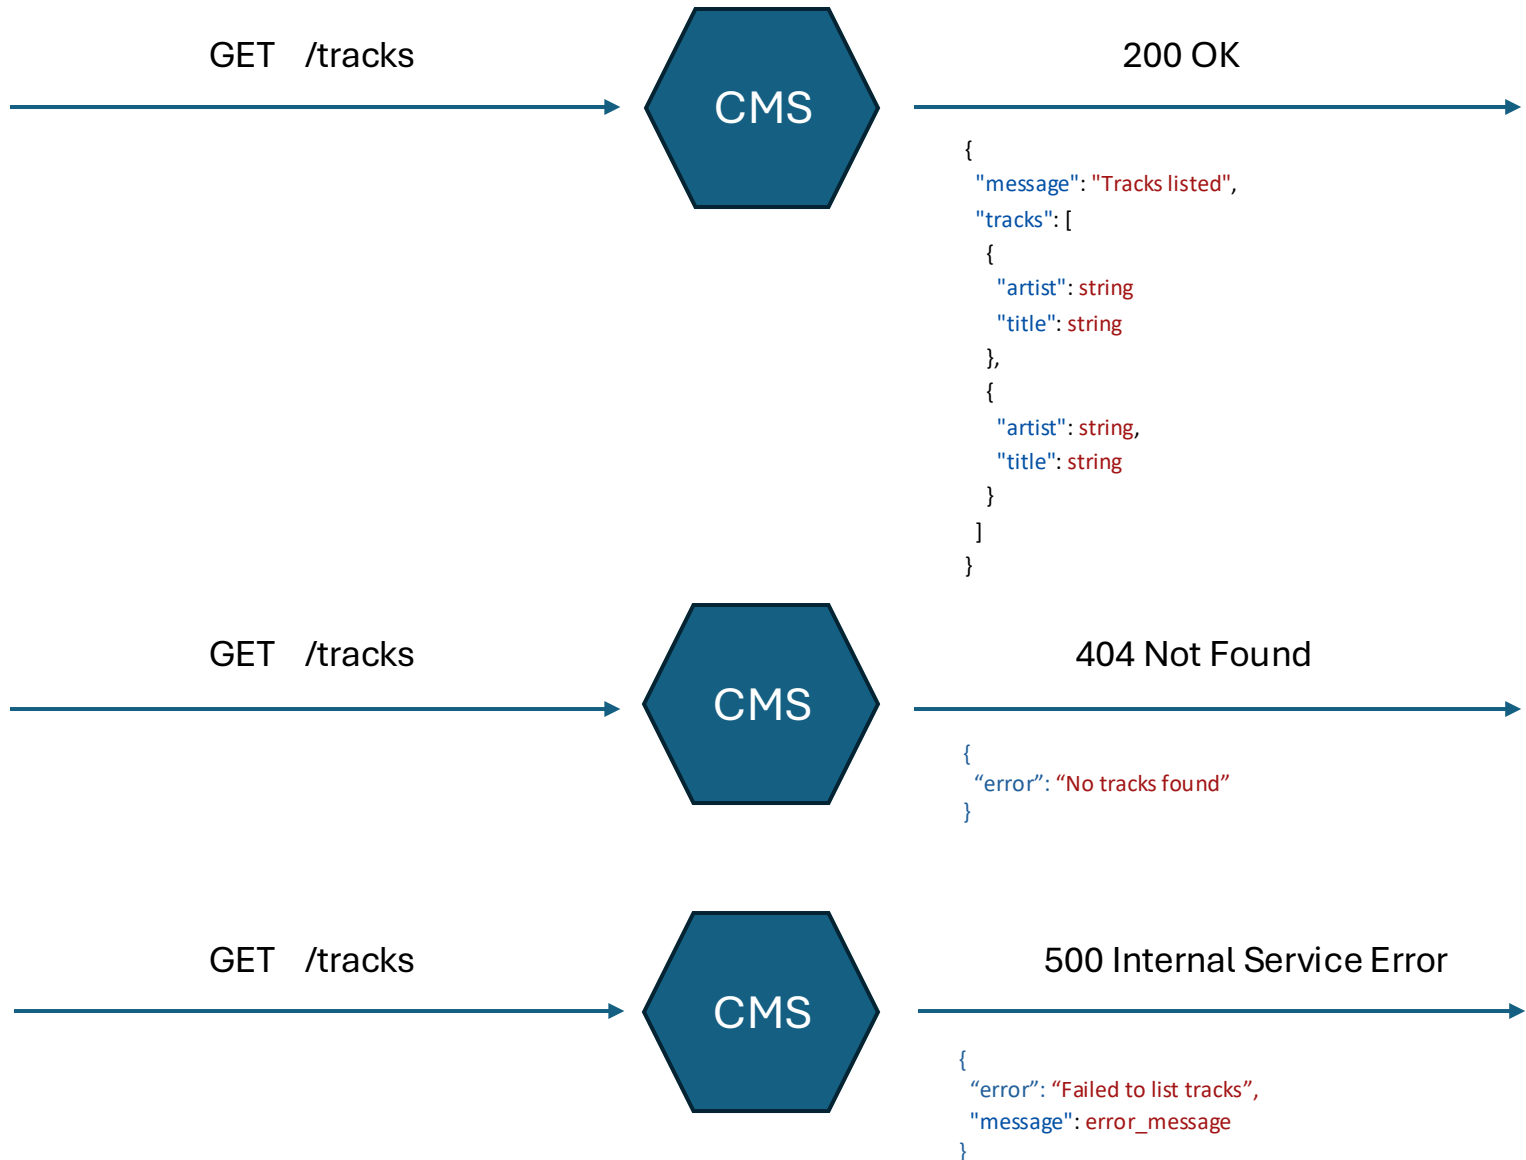 GET /tracks
CMS
200 OK
{
"message": "Tracks listed",
"tracks": [
{
"artist": string
"title": string
},
{
"artist": string,
"title": string
}
]
}
GET /tracks
CMS
404 Not Found
{
“error”: “No tracks found”
}
GET /tracks
CMS
500 Internal Service Error
{
“error”: “Failed to list tracks”,
"message": error_message
}